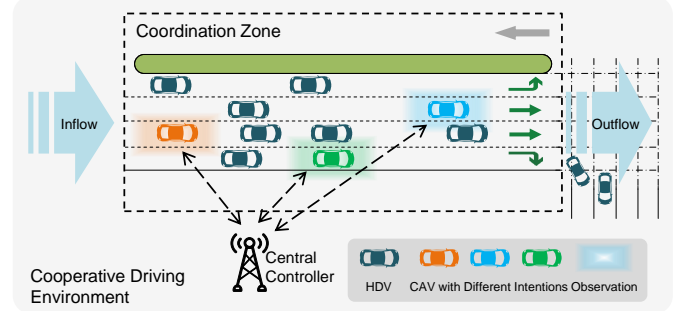 Coordination Zone
Inflow
Outflow
Central
Controller
Cooperative Driving
Environment
HDV
CAV with Different Intentions
Observation